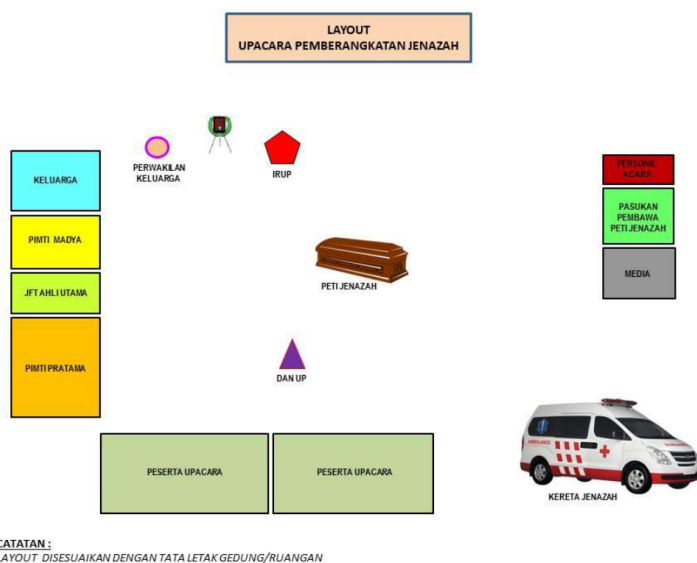 LAYOUT
UPACARA PEMBERANGKATAN JENAZAH
PERWAKILAN
KELUARGA
IRUP
KELUARGA
PIMTI MADYA
JFT AHLI UTAMA
PIMTI PRATAMA
PERSONIL
ACARA
PASUKAN
PEMBAWA
PETI JENAZAH
MEDIA
PETI JENAZAH
DAN UP
PESERTA UPACARA
PESERTA UPACARA
AMBULANCE
KERETA JENAZAH
CATATAN :
LAYOUT DISESUAIKAN DENGAN TATA LETAK GEDUNG/RUANGAN